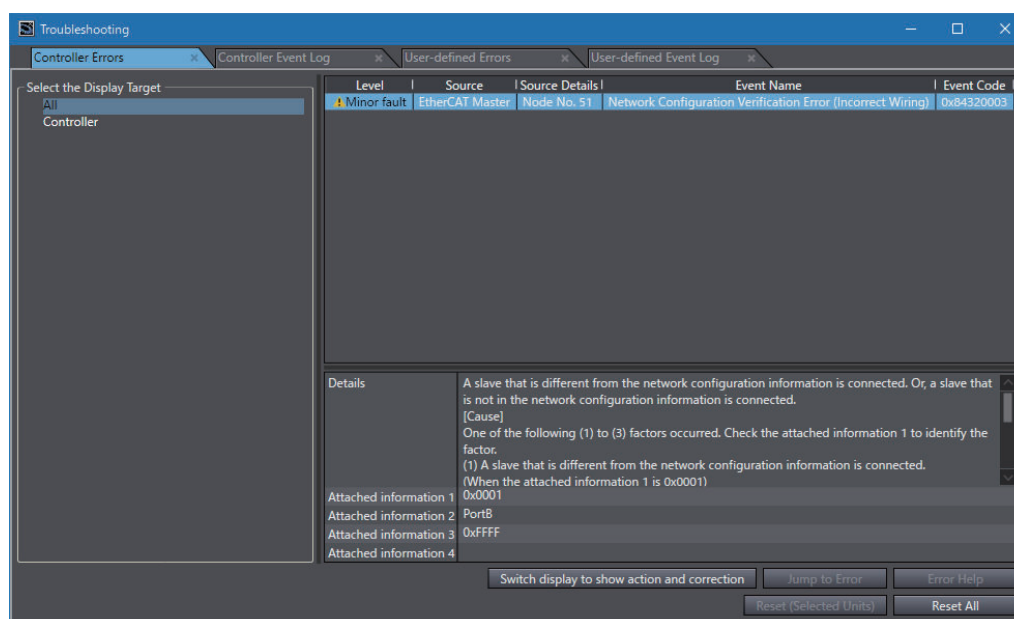 Troubleshooting
Controller Errors
Controller Event Log
User-defined Errors
User-defined Event Log
Select the Display Target
All
Controller
Level Source Source Details Event Name Event Code
Minor fault EtherCAT Master Node No. 51 Network Configuration Verification Error (Incorrect Wiring) 0x84320003
Details
A slave that is different from the network configuration information is connected. Or, a slave that
is not in the network configuration information is connected.
[Cause]
One of the following (1) to (3) factors occurred. Check the attached information 1 to identify the
factor.
(1) A slave that is different from the network configuration information is connected.
(When the attached information 1 is 0x0001)
Attached information 1 0x0001
Attached information 2 PortB
Attached information 3 0xFFFF
Attached information 4
Switch display to show action and correction Jump to Error Error Help
Reset (Selected Units) Reset All